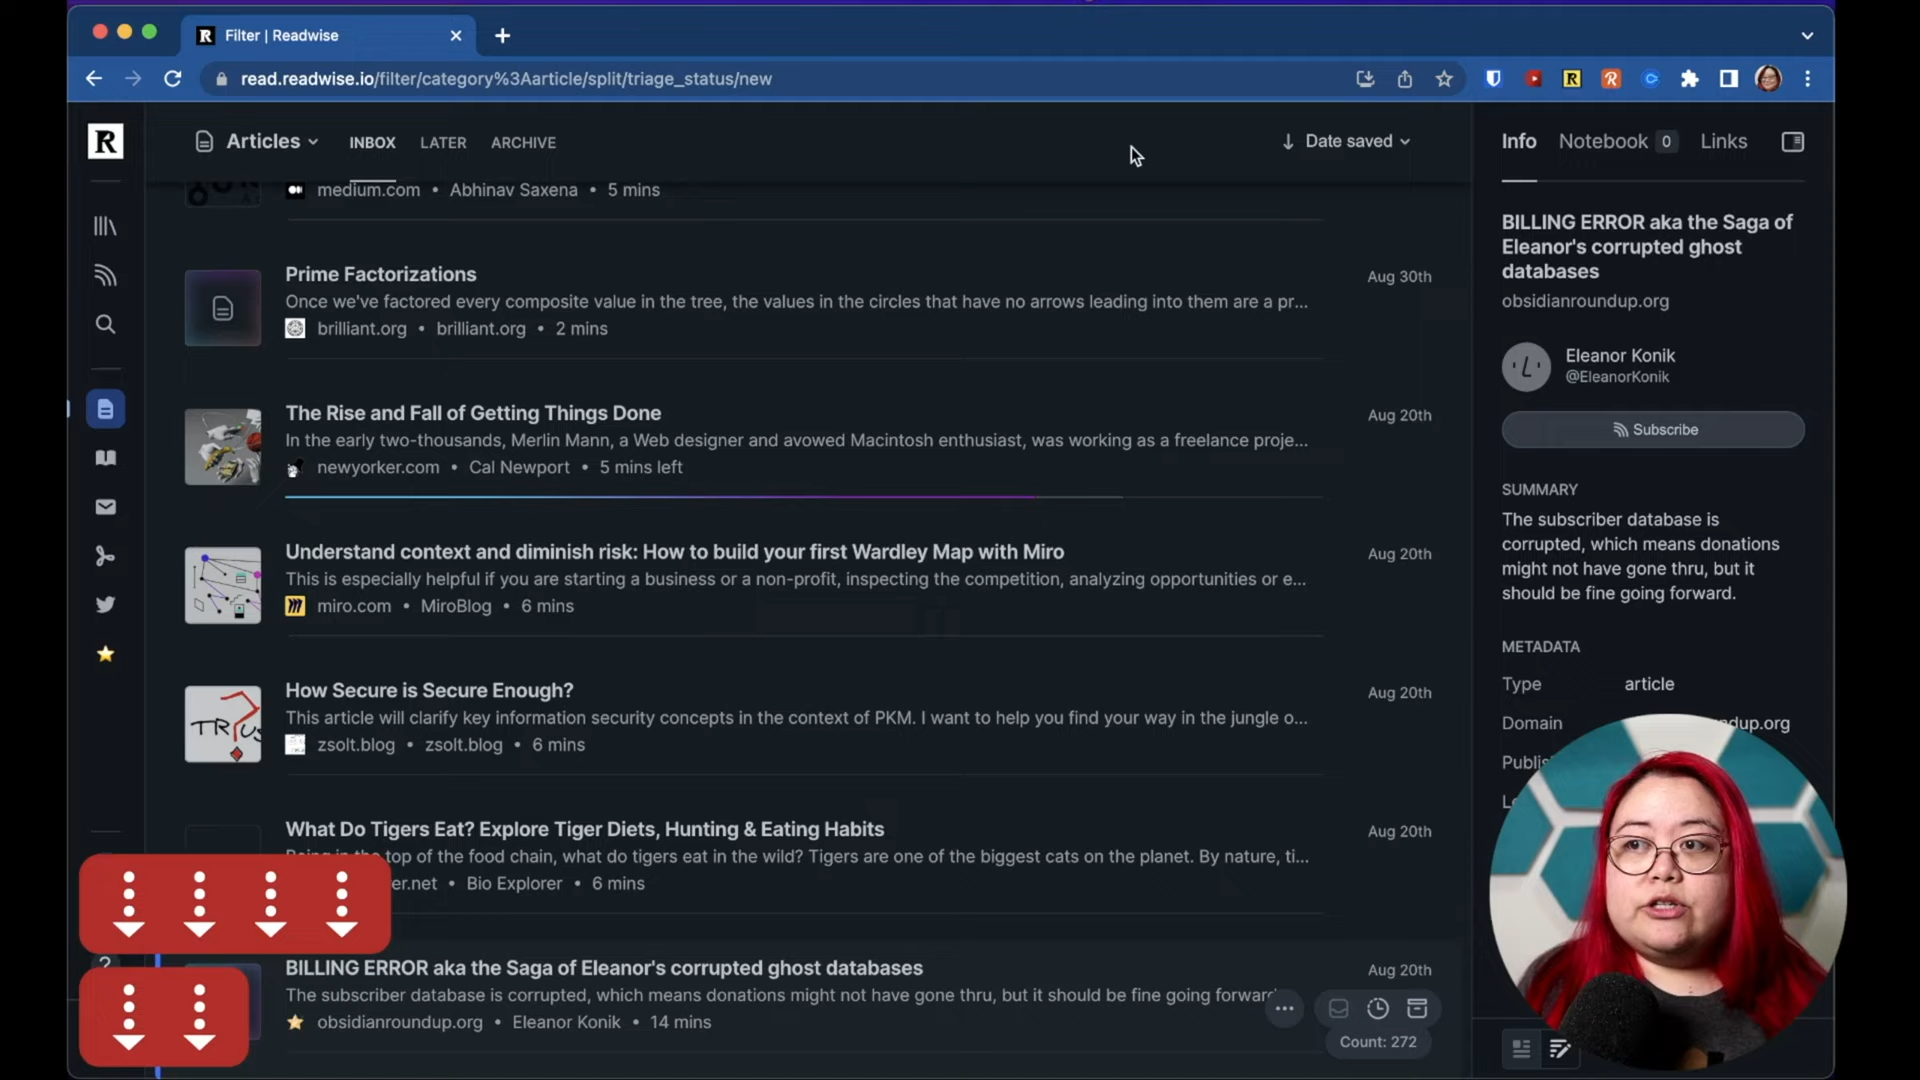 Filter | Readwise
read.readwise.io/filter/category%3Aarticle/split/triage_status/new
Articles INBOX LATER ARCHIVE Date saved
medium.com • Abhinav Saxena • 5 mins
Prime Factorizations Aug 30th
Once we've factored every composite value in the tree, the values in the circles that have no arrows leading into them are a pr...
brilliant.org • brilliant.org • 2 mins
The Rise and Fall of Getting Things Done Aug 20th
In the early two-thousands, Merlin Mann, a Web designer and avowed Macintosh enthusiast, was working as a freelance proje...
newyorker.com • Cal Newport • 5 mins left
Understand context and diminish risk: How to build your first Wardley Map with Miro Aug 20th
This is especially helpful if you are starting a business or a non-profit, inspecting the competition, analyzing opportunities or e...
miro.com • MiroBlog • 6 mins
How Secure is Secure Enough? Aug 20th
This article will clarify key information security concepts in the context of PKM. I want to help you find your way in the jungle o...
zsolt.blog • zsolt.blog • 6 mins
What Do Tigers Eat? Explore Tiger Diets, Hunting & Eating Habits Aug 20th
top of the food chain, what do tigers eat in the wild? Tigers are one of the biggest cats on the planet. By nature, ti...
er.net • Bio Explorer • 6 mins
BILLING ERROR aka the Saga of Eleanor's corrupted ghost databases Aug 20th
The subscriber database is corrupted, which means donations might not have gone thru, but it should be fine going forward
obsidianroundup.org • Eleanor Konik • 14 mins
Count: 272
Info Notebook 0 Links
BILLING ERROR aka the Saga of
Eleanor's corrupted ghost
databases
obsidianroundup.org
Eleanor Konik
@EleanorKonik
Subscribe
SUMMARY
The subscriber database is
corrupted, which means donations
might not have gone thru, but it
should be fine going forward.
METADATA
Type article
Domain dup.org
Publis